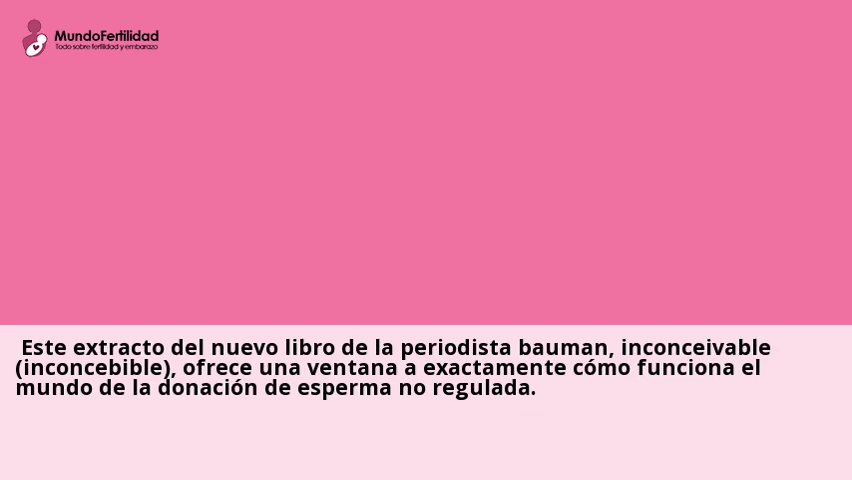 MundoFertilidad
Todo sobre fertilidad y embarazo
Este extracto del nuevo libro de la periodista bauman, inconceivable
(inconcebible), ofrece una ventana a exactamente cómo funciona el
mundo de la donación de esperma no regulada.